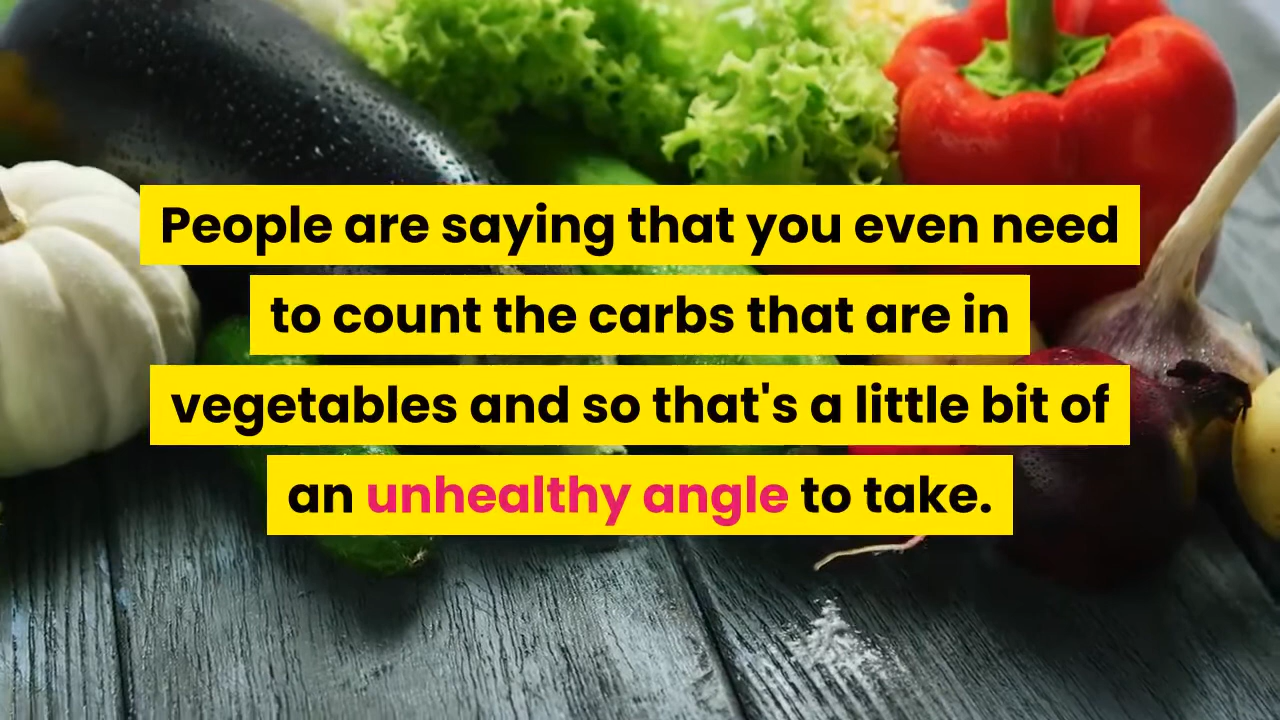 People are saying that you even need
to count the carbs that are in
vegetables and so that's a little bit of
an unhealthy angle to take.